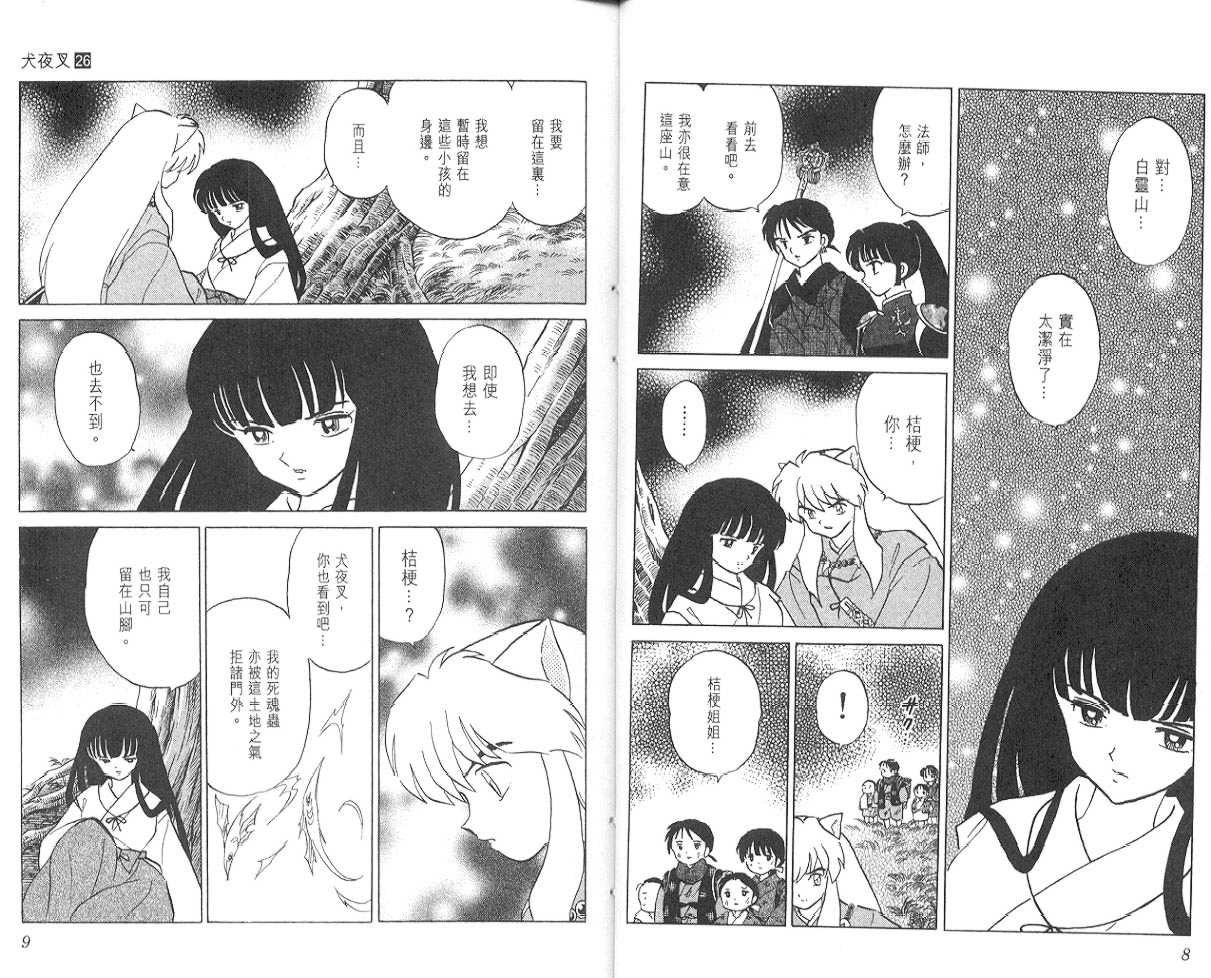 對…
白靈山…
實在
太潔淨了…
法師，
怎麼辦？
前去
看看吧。
我亦很在意
這座山。
桔梗，
你…
……
！
ザッ
桔梗姐姐…
8
犬夜叉26
我要
留在這裏…
我想
暫時留在
這些小孩的
身邊。
而且…
即使
我想去…
也去不到。
桔梗…？
犬夜叉，
你也看到吧…
我的死魂蟲
亦被這土地之氣
拒諸門外。
我自己
也只可
留在山腳。
9